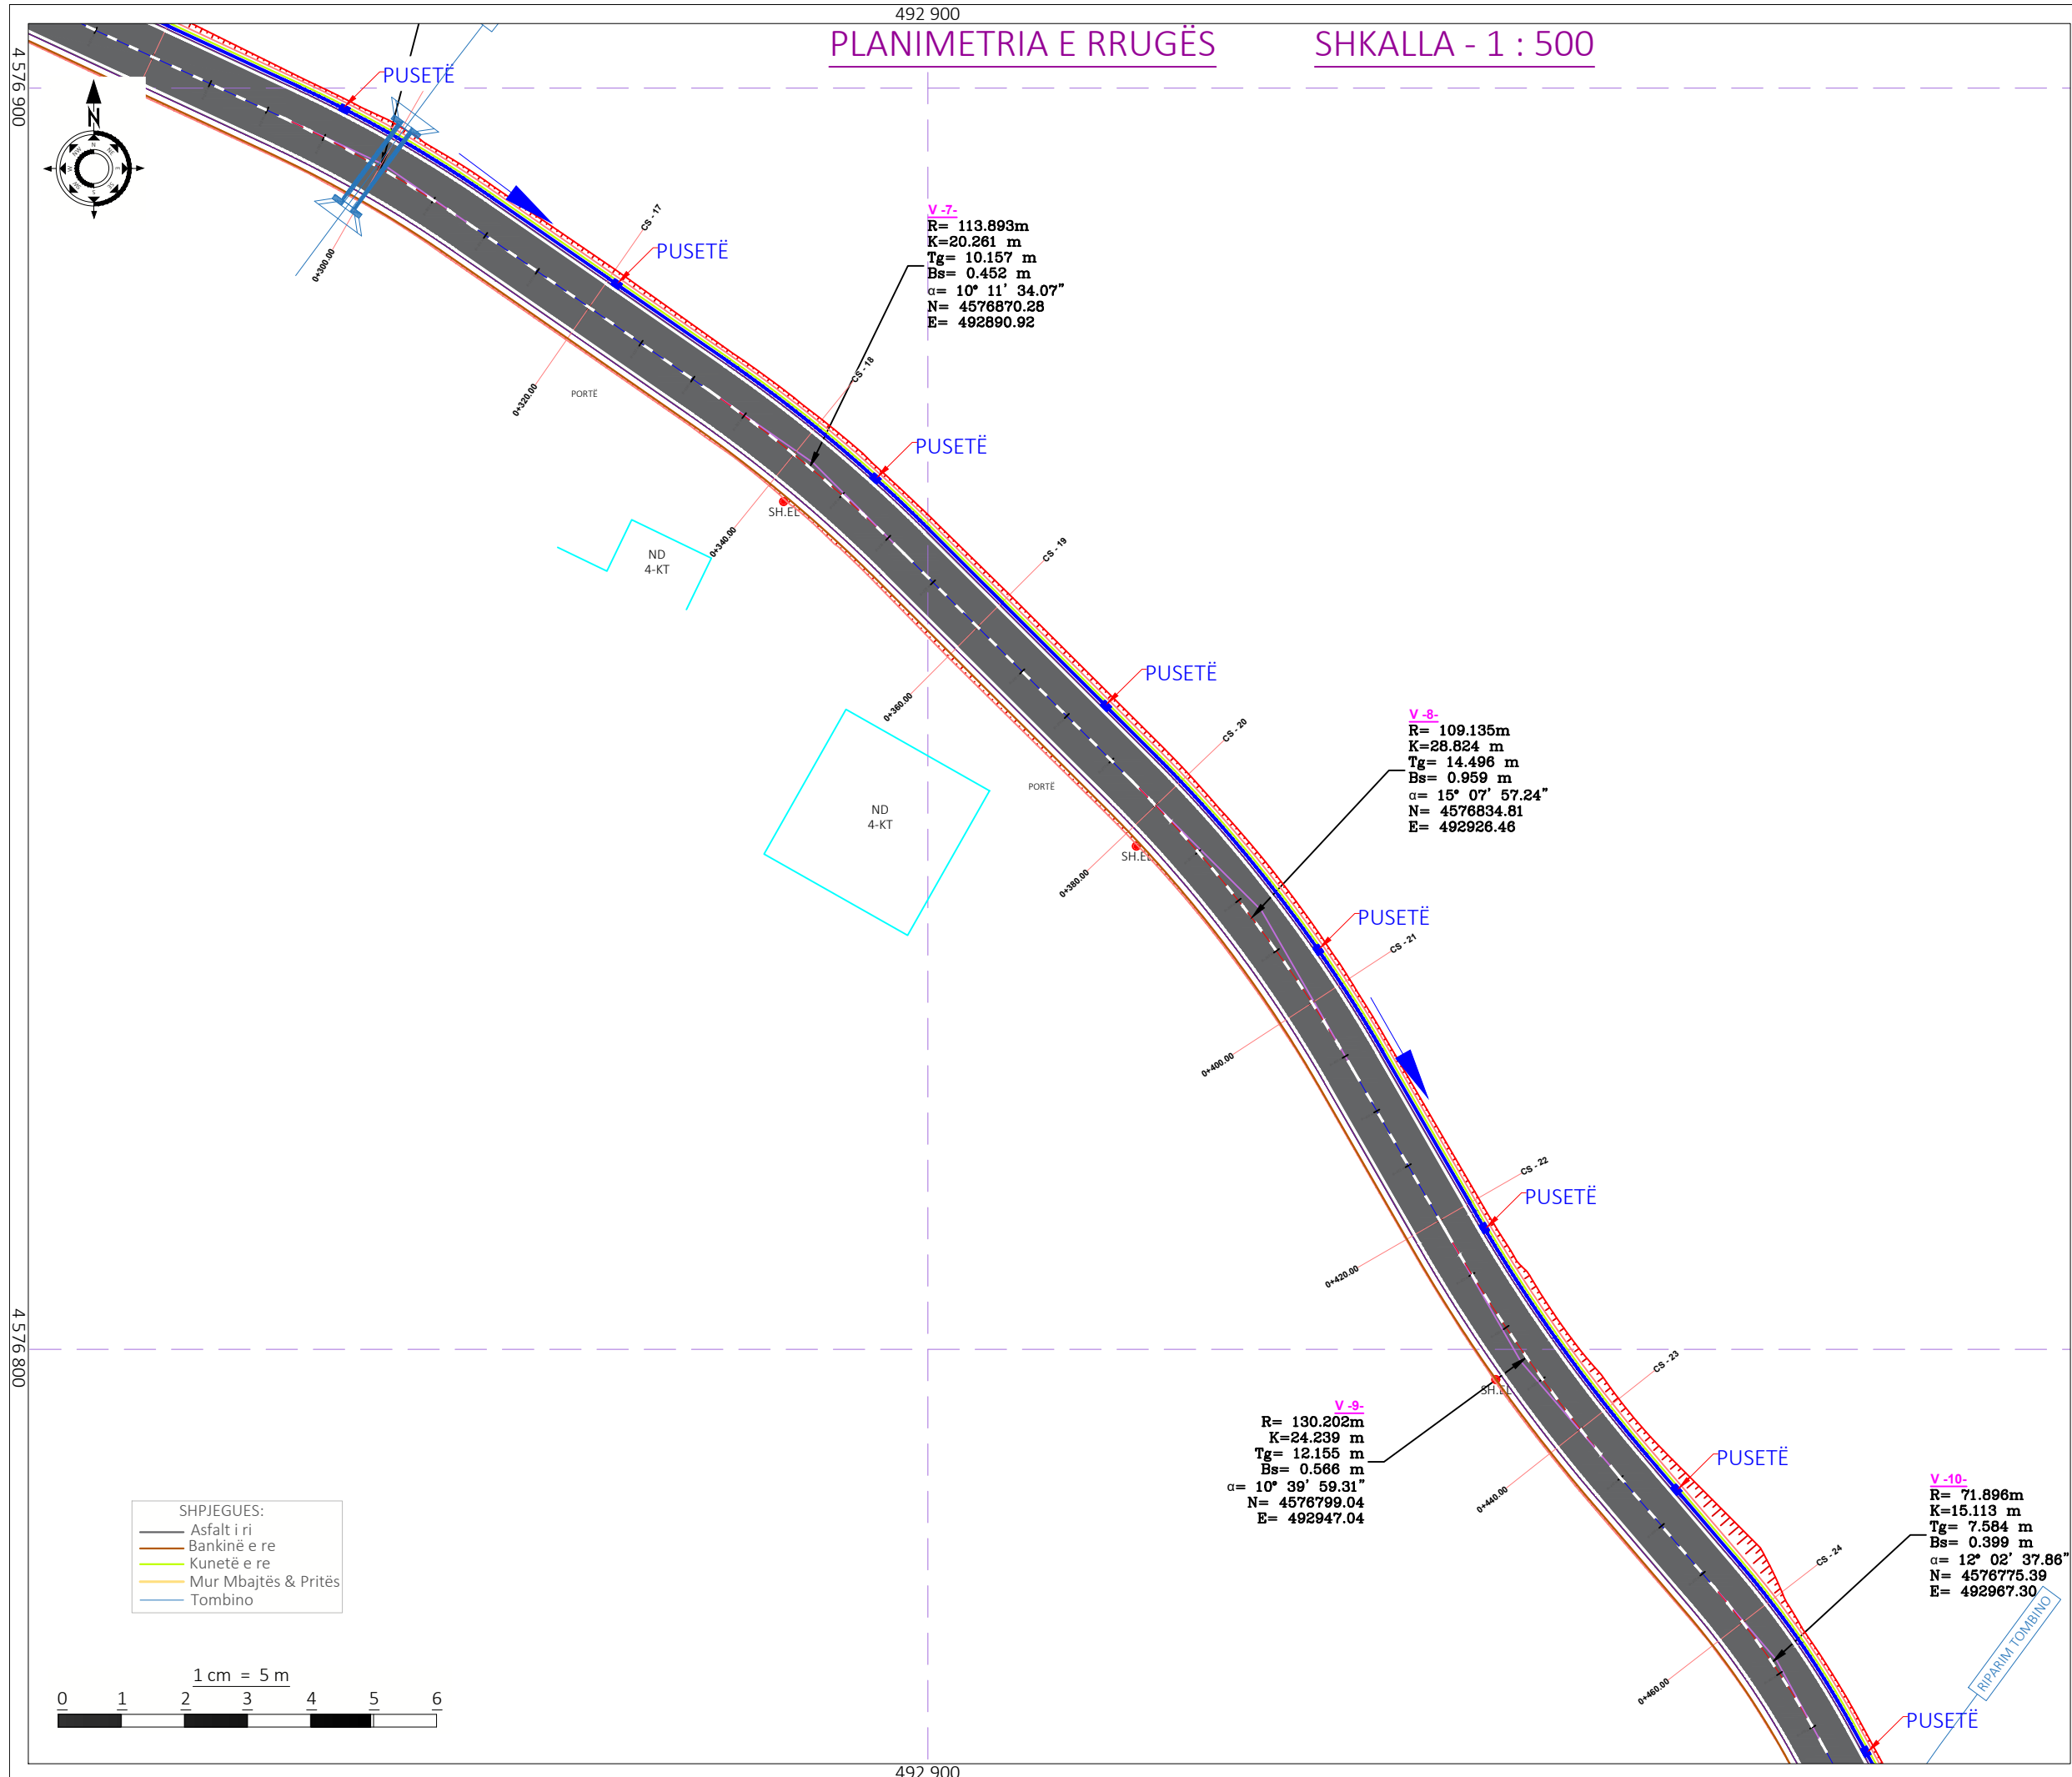 492 900
PLANIMETRIA E RRUGËS SHKALLA - 1 : 500
4 576 900
PUSETË
N
CS - 17
PUSETË
0+300.00
V -7-
R= 113.893m
K=20.261 m
Tg= 10.157 m
Bs= 0.452 m
α= 10° 11' 34.07"
N= 4576870.28
E= 492890.92
0+320.00
PORTË
CS - 18
PUSETË
SH.EL
0+340.00
ND
4-KT
CS - 19
PUSETË
0+360.00
CS - 20
V -8-
R= 109.135m
K=28.824 m
Tg= 14.496 m
Bs= 0.959 m
α= 15° 07' 57.24"
N= 4576834.81
E= 492926.46
PORTË
ND
4-KT
SH.EL
0+380.00
PUSETË
CS - 21
0+400.00
CS - 22
PUSETË
0+420.00
4 576 800
CS - 23
SH.EL
V -9-
R= 130.202m
K=24.239 m
Tg= 12.155 m
Bs= 0.566 m
α= 10° 39' 59.31"
N= 4576799.04
E= 492947.04
PUSETË
0+440.00
V -10-
R= 71.896m
K=15.113 m
Tg= 7.584 m
Bs= 0.399 m
α= 12° 02' 37.86"
N= 4576775.39
E= 492967.30
CS - 24
RIPARIM TOMBINO
0+460.00
PUSETË
SHPJEGUES:
Asfalt i ri
Bankinë e re
Kunetë e re
Mur Mbajtës & Pritës
Tombino
1 cm = 5 m
0 1 2 3 4 5 6
492 900